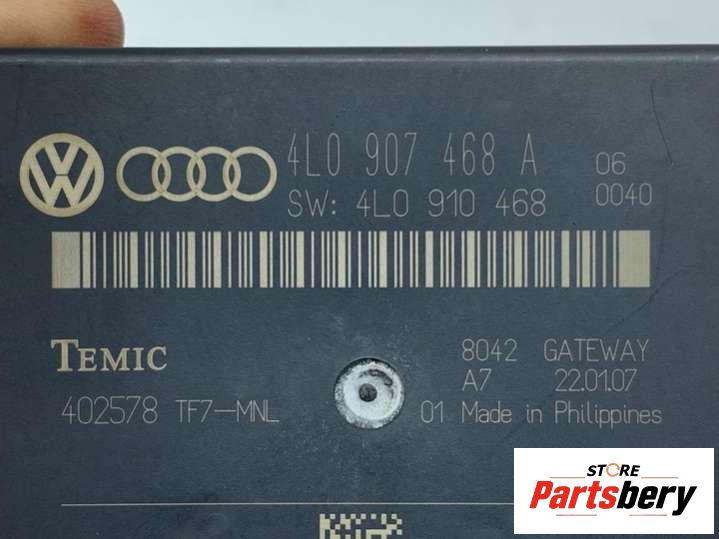 4L0 907 468 A 06
SW: 4L0 910 468 0040
TEMIC
8042 GATEWAY
A7 22.01.07
402578 TF7-MNL
01 Made in Philippines
STORE
Partsbery